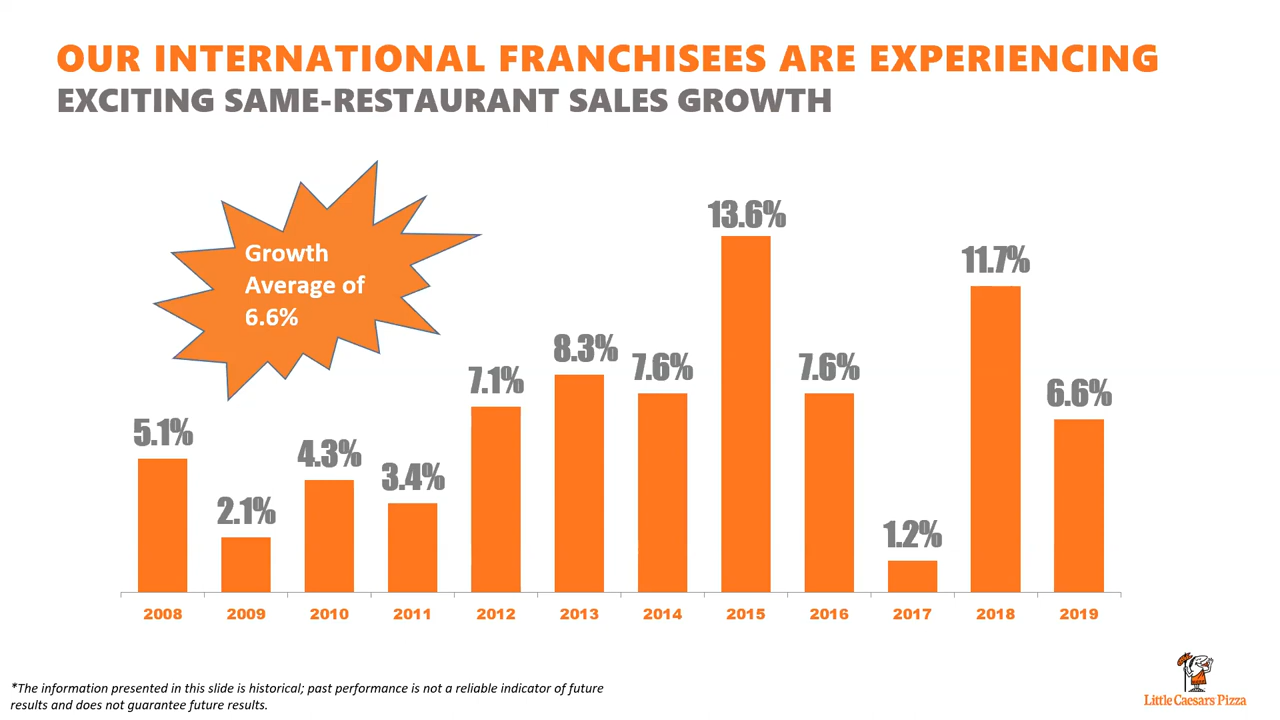 OUR INTERNATIONAL FRANCHISEES ARE EXPERIENCING
EXCITING SAME-RESTAURANT SALES GROWTH
Growth
Average of
6.6%
5.1%
2.1%
4.3%
3.4%
7.1%
8.3%
7.6%
13.6%
7.6%
1.2%
11.7%
6.6%
2008 2009 2010 2011 2012 2013 2014 2015 2016 2017 2018 2019
*The information presented in this slide is historical; past performance is not a reliable indicator of future
results and does not guarantee future results.
Little Caesars Pizza